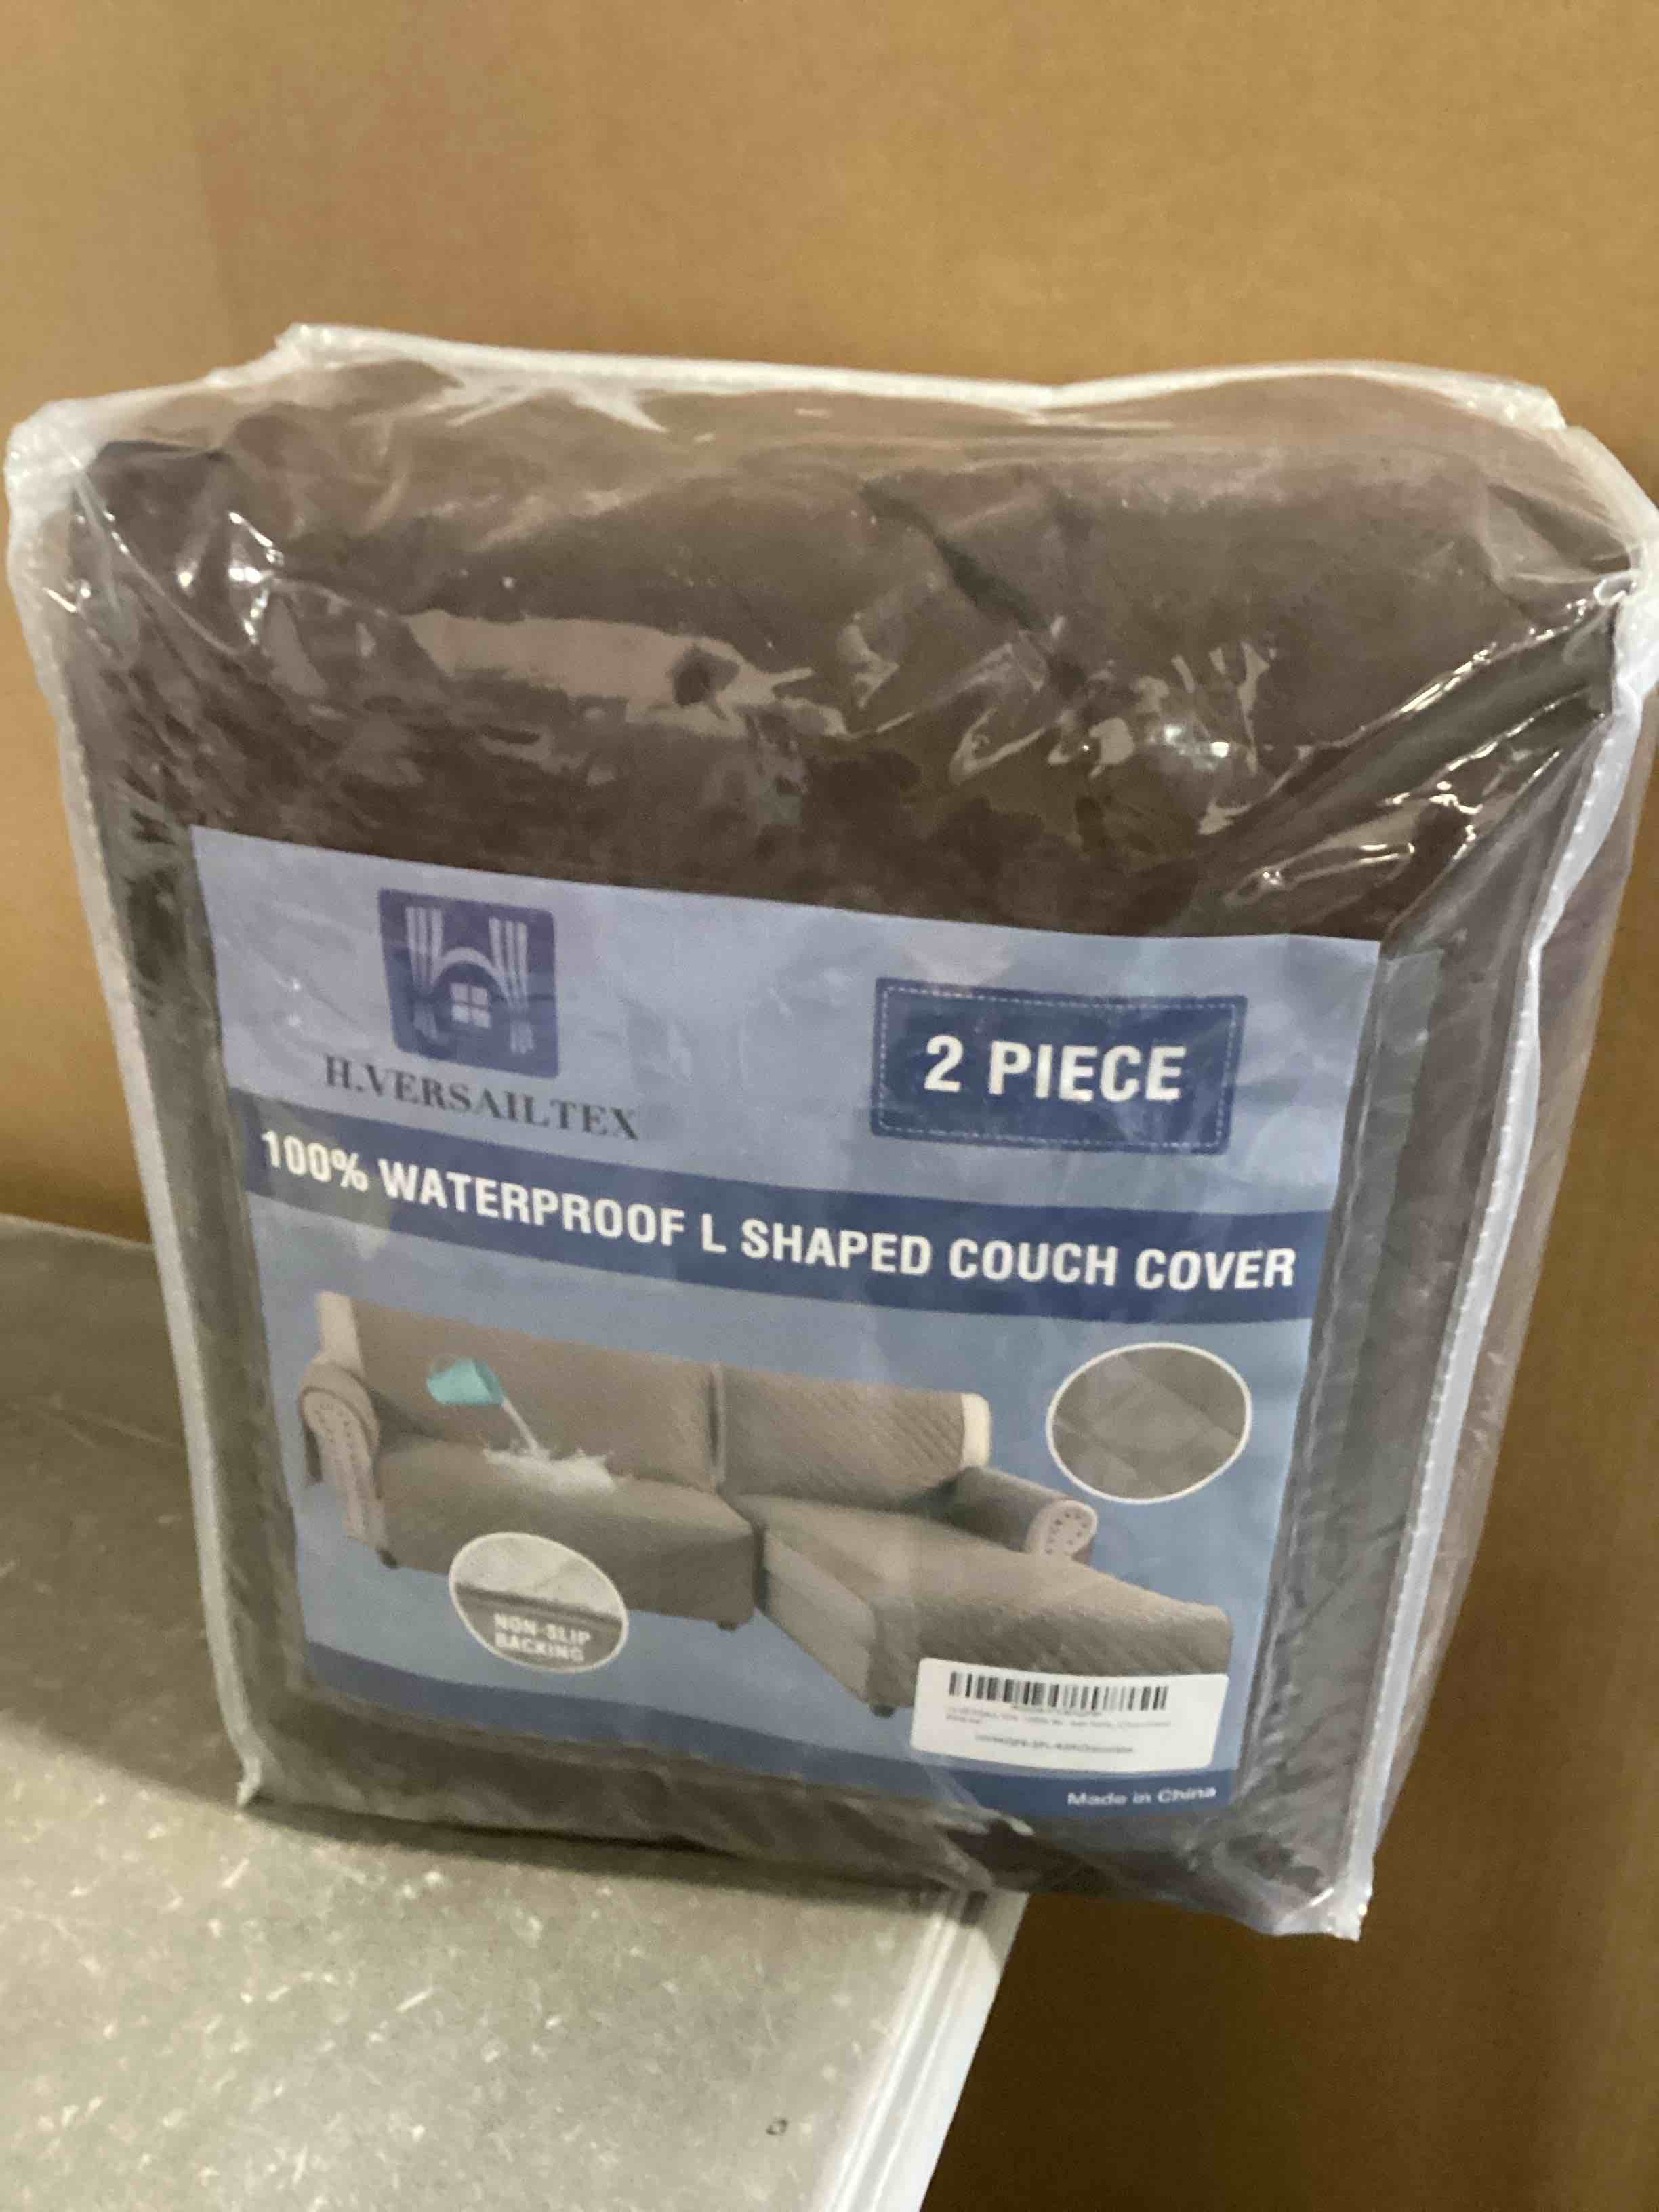 H.VERSAILTEX
2 PIECE
100% WATERPROOF L SHAPED COUCH COVER
NON-SLIP
BACKING
Made in China